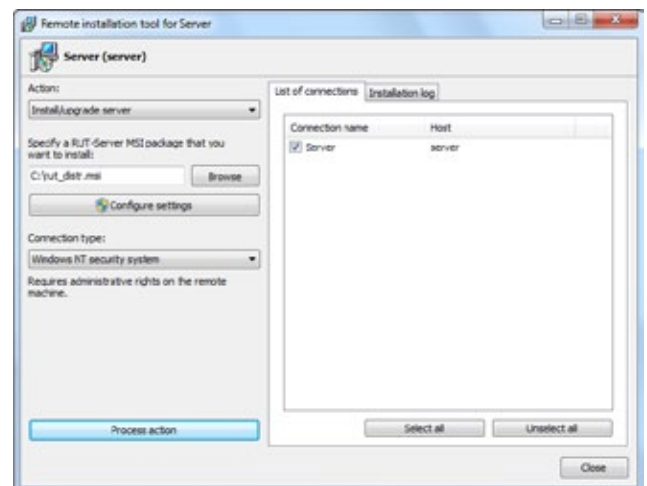 Remote installation tool for Server
Server (server)
Action:
Install/upgrade server
Specify a RUT-Server MSI package that you
want to install:
C:\rut_distr.msi
Browse
Configure settings
Connection type:
Windows NT security system
Requires administrative rights on the remote
machine.
Process action
List of connections
Installation log
Connection name Host
Server server
Select all
Unselect all
Close